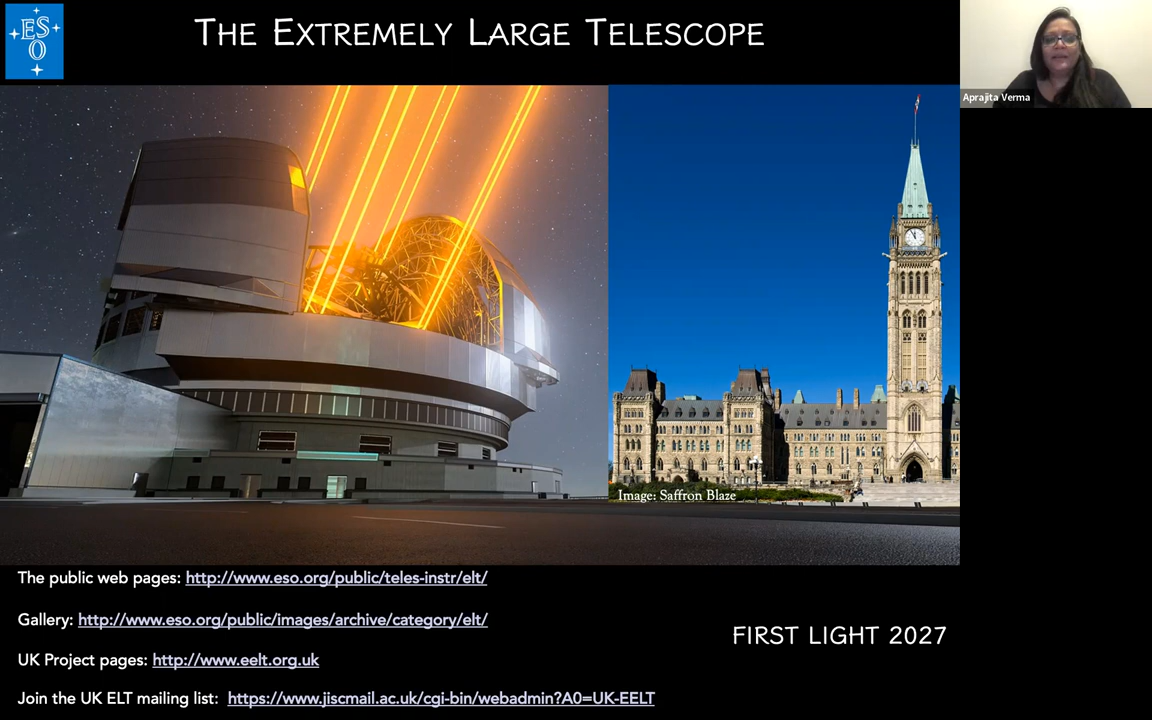 ES
O
THE EXTREMELY LARGE TELESCOPE
Aprajita Verma
Image: Saffron Blaze
The public web pages: http://www.eso.org/public/teles-instr/elt/
Gallery: http://www.eso.org/public/images/archive/category/elt/
FIRST LIGHT 2027
UK Project pages: http://www.eelt.org.uk
Join the UK ELT mailing list: https://www.jiscmail.ac.uk/cgi-bin/webadmin?A0=UK-EELT